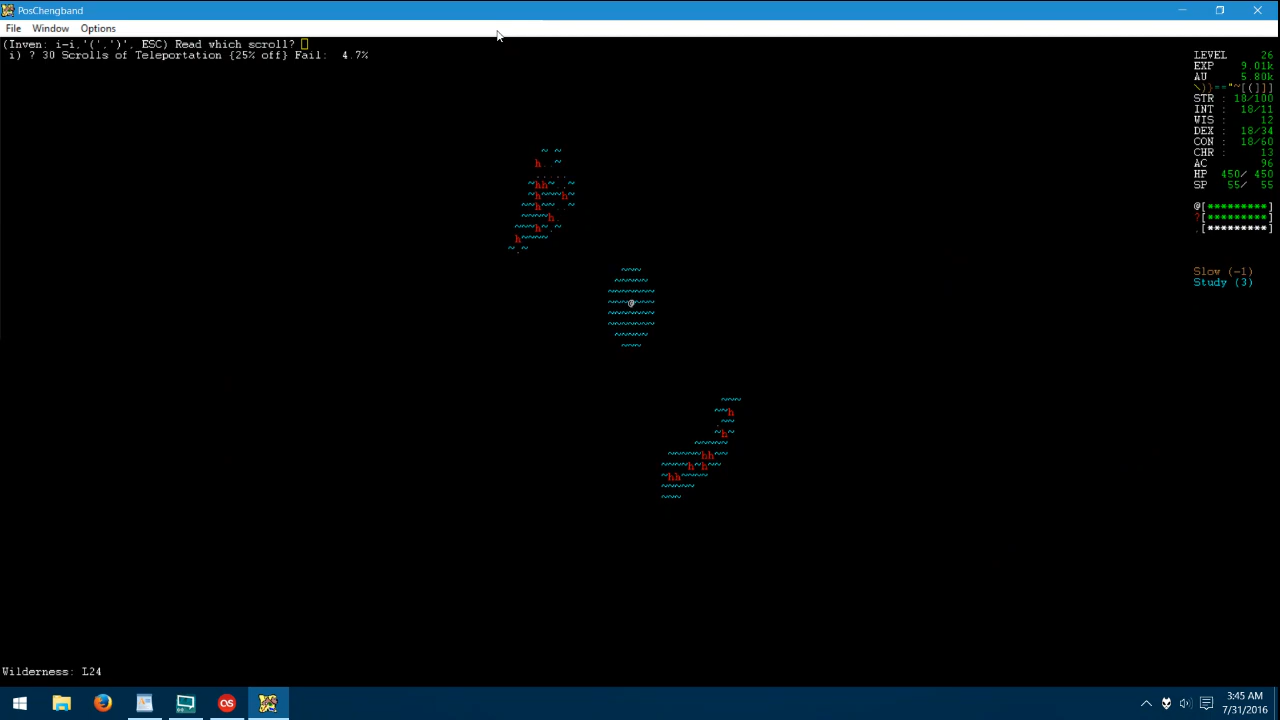 PosChengband
File Window Options
(Inven: i-i,'(',')', ESC) Read which scroll?
i) ? 30 Scrolls of Teleportation {25% off} Fail: 4.7%
LEVEL 26
EXP 9.01k
AU 5.80k
\)}=="~[(]]]
STR : 18/100
INT : 18/11
WIS : 12
DEX : 18/34
CON : 18/60
CHR : 13
AC 96
HP 450/ 450
SP 55/ 55
@[*********]
?[*********]
.[*********]
Slow (-1)
Study (3)
Wilderness: L24
3:45 AM
7/31/2016